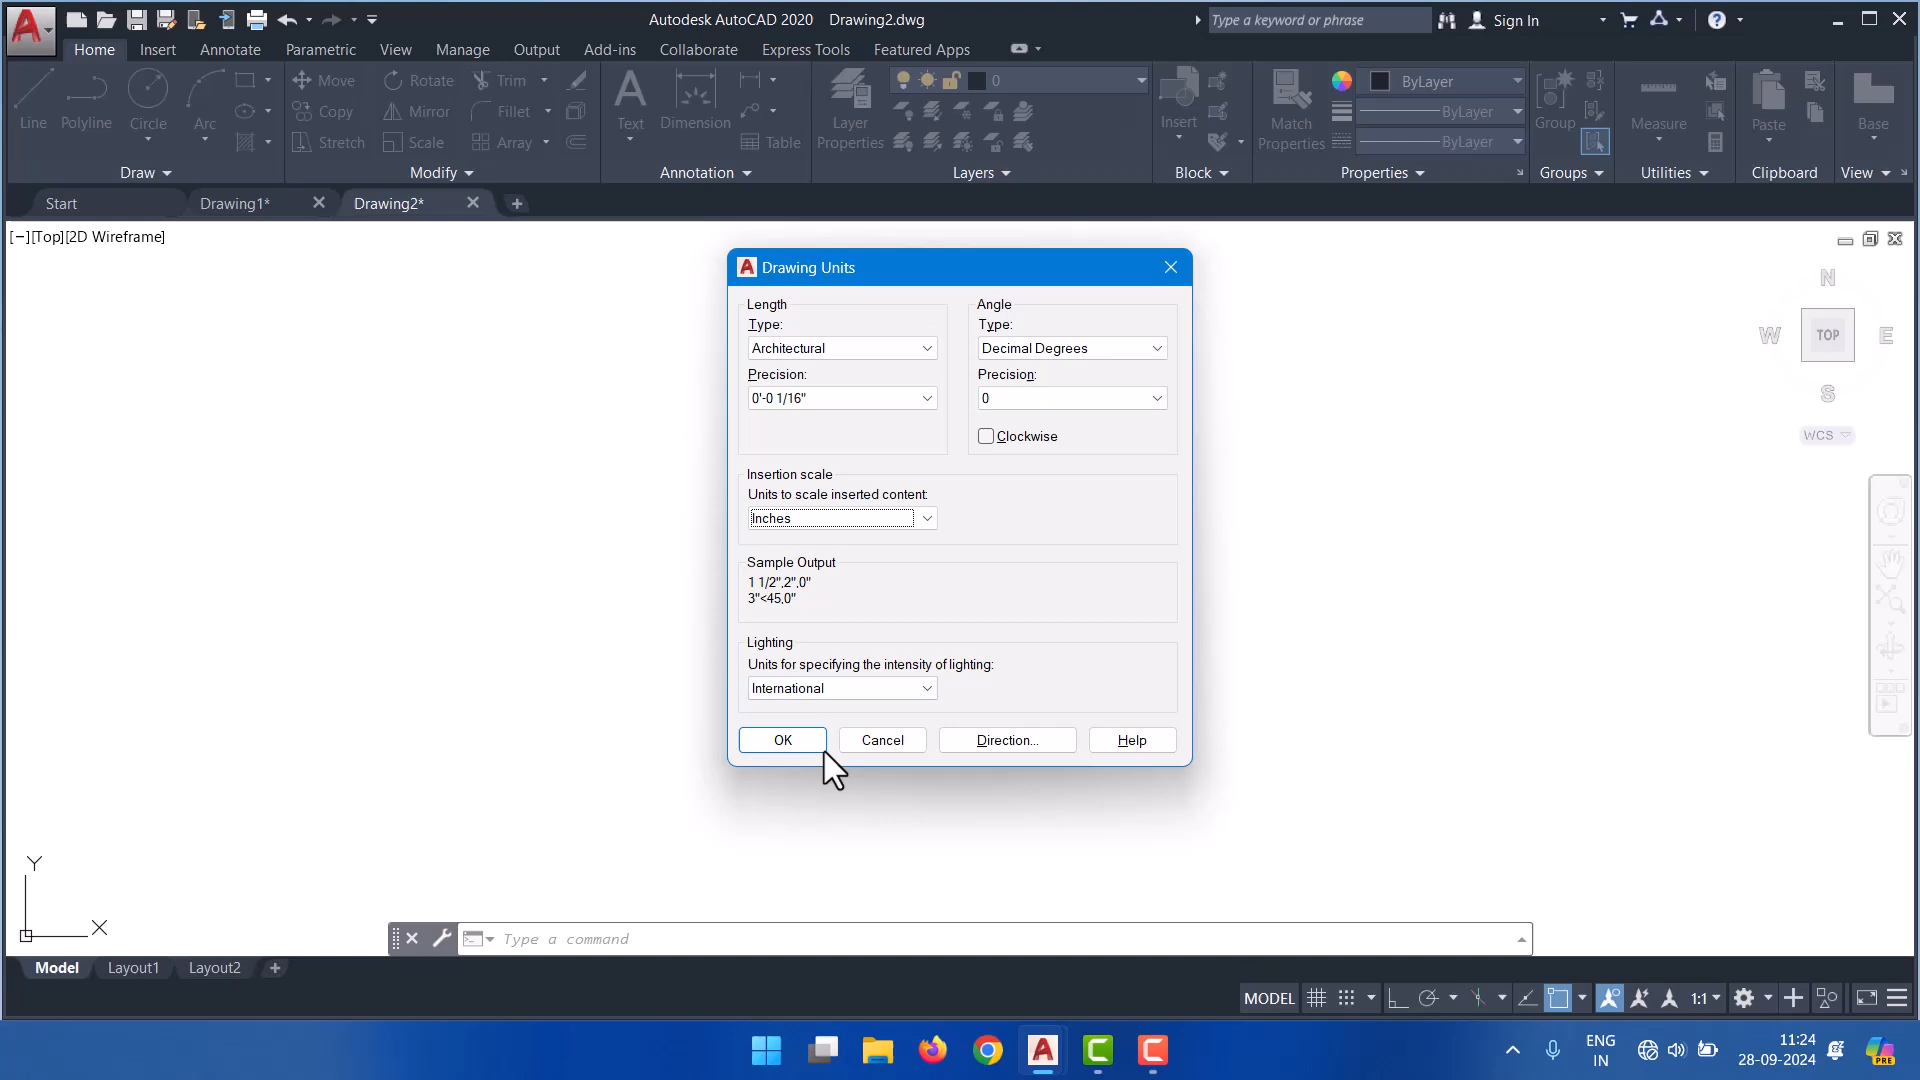 Autodesk AutoCAD 2020 Drawing2.dwg
Type a keyword or phrase
Sign In
Home Insert Annotate Parametric View Manage Output Add-ins Collaborate Express Tools Featured Apps
Line Polyline Circle Arc
Draw
Move Rotate Trim
Copy Mirror Fillet
Stretch Scale Array
Modify
Text Dimension Table
Annotation
Layer Properties
0
Layers
Insert
Block
Match Properties
ByLayer
ByLayer
ByLayer
Properties
Group
Groups
Measure
Utilities
Paste
Clipboard
Base
View
Start Drawing1* Drawing2*
[−][Top][2D Wireframe]
Drawing Units
Length
Type:
Architectural
Precision:
0'-0 1/16"
Angle
Type:
Decimal Degrees
Precision:
0
Clockwise
Insertion scale
Units to scale inserted content:
Inches
Sample Output
1 1/2",2",0"
3"<45,0"
Lighting
Units for specifying the intensity of lighting:
International
OK Cancel Direction... Help
N
W TOP E
S
WCS
Y
X
Type a command
Model Layout1 Layout2
MODEL 1:1
ENG
IN
11:24
28-09-2024
PRE